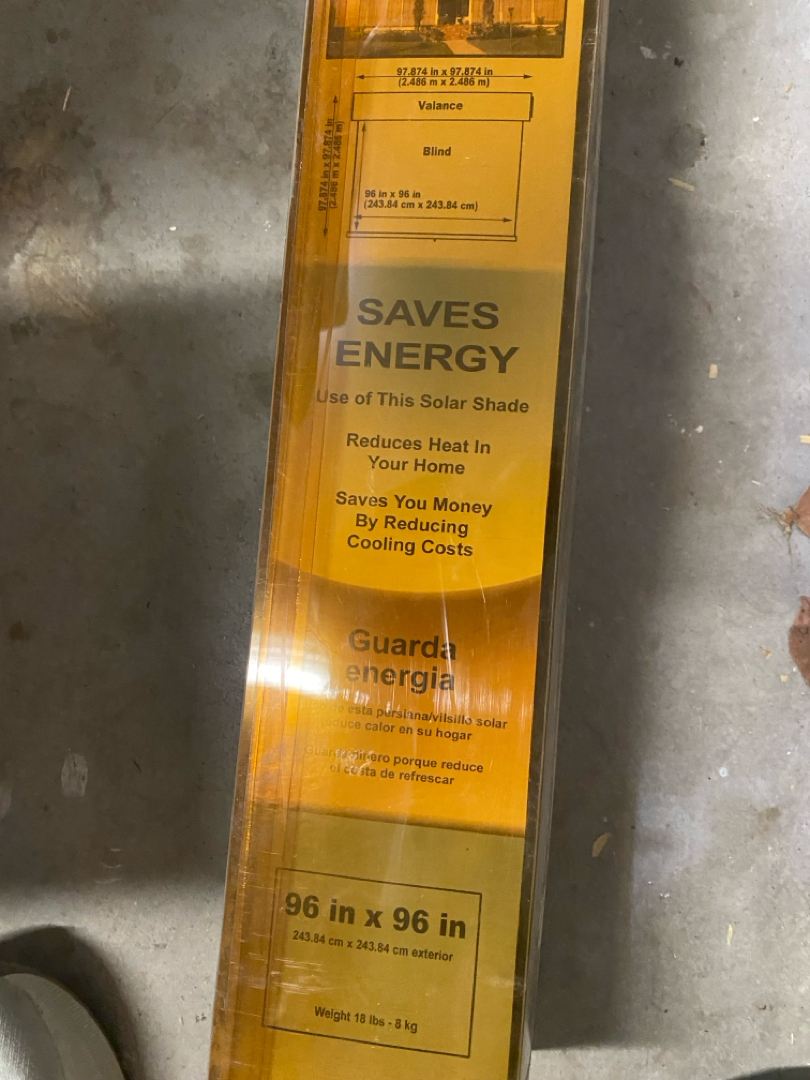 97.874 in x 97.874 in
(2.486 m x 2.486 m)
Valance
97.874 in x 97.874 in
(2.486 m x 2.486 m)
Blind
96 in x 96 in
(243.84 cm x 243.84 cm)
SAVES
ENERGY
Use of This Solar Shade
Reduces Heat In
Your Home
Saves You Money
By Reducing
Cooling Costs
Guarda
energia
esta persiana/vilsillo solar
reduce calor en su hogar
Guarda dinero porque reduce
el costa de refrescar
96 in x 96 in
243.84 cm x 243.84 cm exterior
Weight 18 lbs - 8 kg